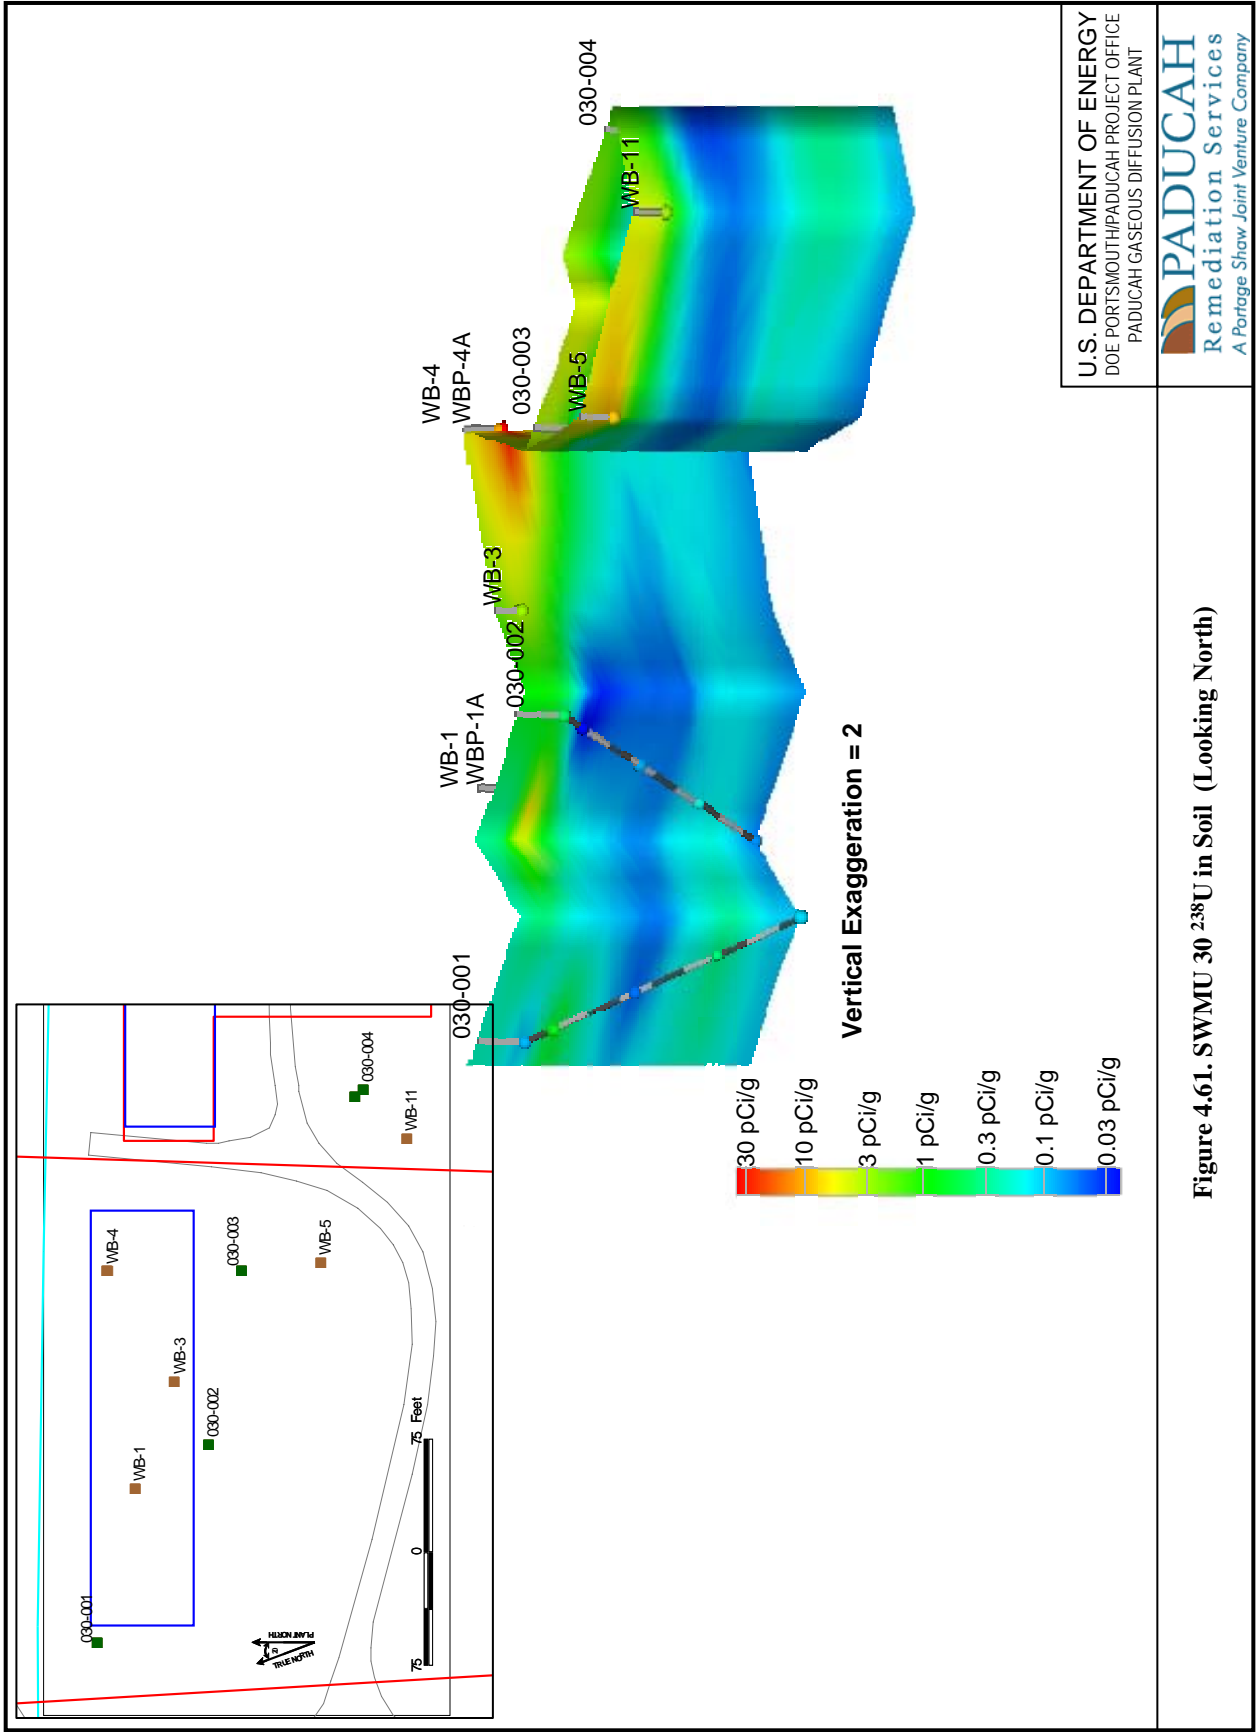 030-001
WB-1
WB-4
WB-3
030-002
030-003
WB-5
030-004
WB-11
TRUE NORTH
PLANT NORTH
75 0 75 Feet
WB-4
WBP-4A
WB-1
WBP-1A
030-001
030-002
WB-3
030-003
WB-5
030-004
WB-11
Vertical Exaggeration = 2
30 pCi/g
10 pCi/g
3 pCi/g
1 pCi/g
0.3 pCi/g
0.1 pCi/g
0.03 pCi/g
U.S. DEPARTMENT OF ENERGY
DOE PORTSMOUTH/PADUCAH PROJECT OFFICE
PADUCAH GASEOUS DIFFUSION PLANT
PADUCAH
Remediation Services
A Portage Shaw Joint Venture Company
Figure 4.61. SWMU 30 ²³⁸U in Soil (Looking North)